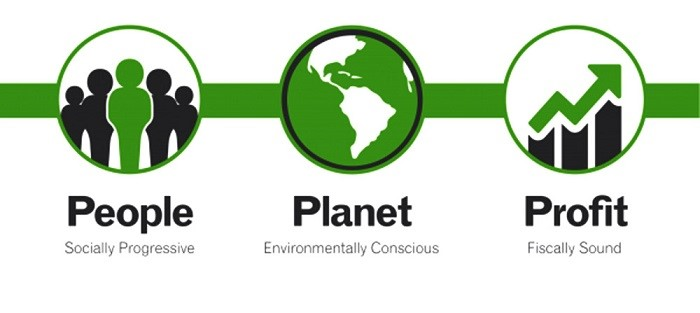 People
Socially Progressive
Planet
Environmentally Conscious
Profit
Fiscally Sound